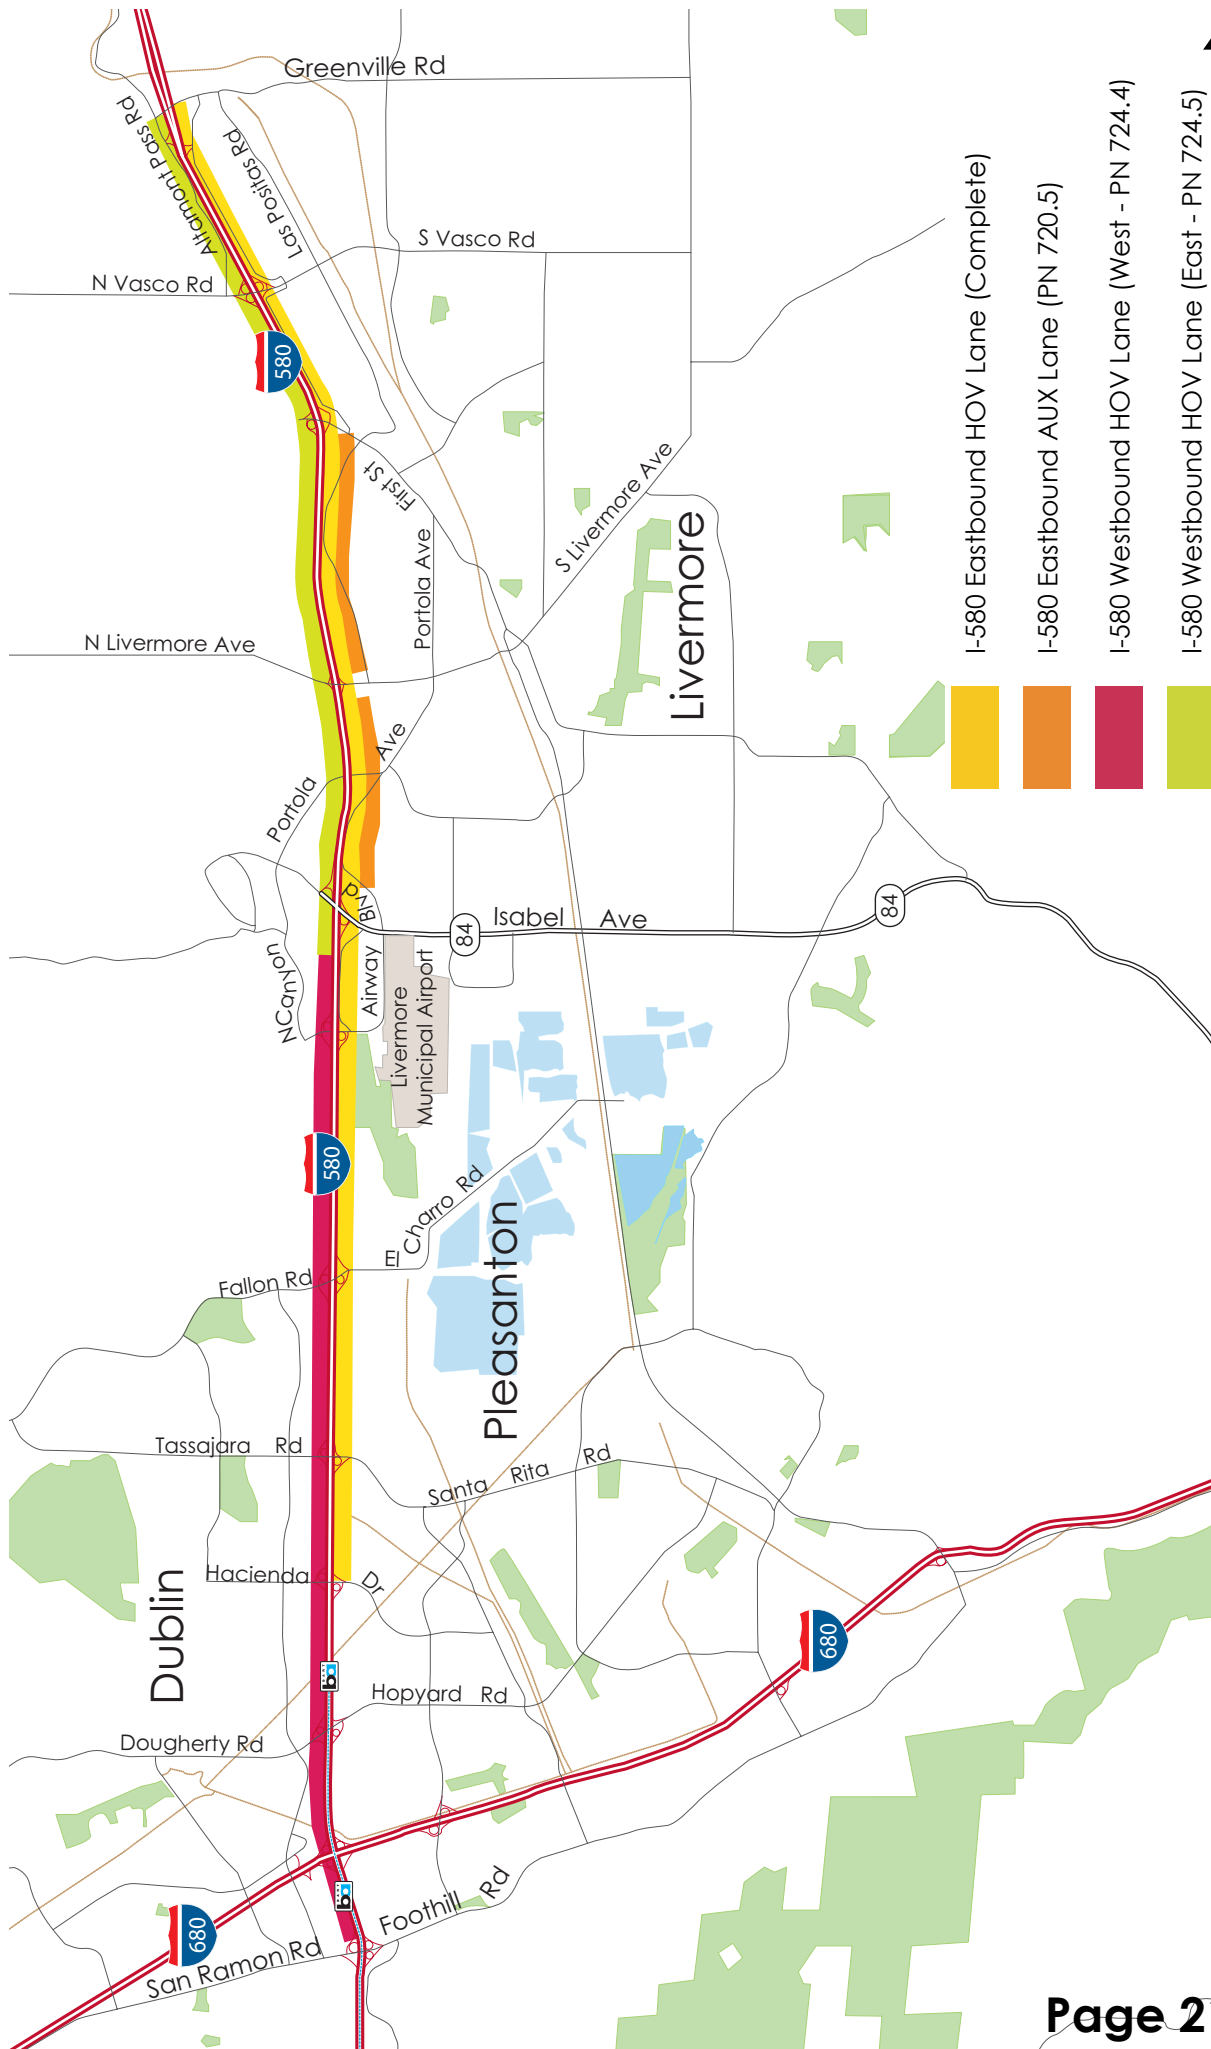 Greenville Rd
Altamont Pass Rd
Las Positas Rd
S Vasco Rd
N Vasco Rd
580
First St
Portola Ave
S Livermore Ave
Livermore
N Livermore Ave
Portola
Ave
Isabel Ave
84
84
Airway
Blvd
N Canyon
Livermore
Municipal Airport
580
El
Charro Rd
Fallon Rd
Pleasanton
Tassajara Rd
Santa Rita Rd
Hacienda
Dr
Dublin
Hopyard Rd
Dougherty Rd
680
680
San Ramon Rd
Foothill Rd
I-580 Eastbound HOV Lane (Complete)
I-580 Eastbound AUX Lane (PN 720.5)
I-580 Westbound HOV Lane (West - PN 724.4)
I-580 Westbound HOV Lane (East - PN 724.5)
Page 2